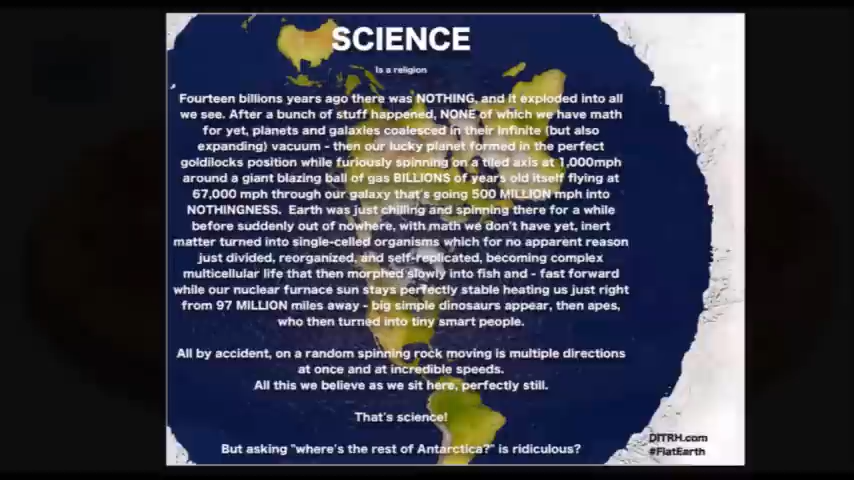 SCIENCE
Is a religion
Fourteen billions years ago there was NOTHING, and it exploded into all
we see. After a bunch of stuff happened, NONE of which we have math
for yet, planets and galaxies coalesced in their infinite (but also
expanding) vacuum - then our lucky planet formed in the perfect
goldilocks position while furiously spinning on a tiled axis at 1,000mph
around a giant blazing ball of gas BILLIONS of years old itself flying at
67,000 mph through our galaxy that's going 500 MILLION mph into
NOTHINGNESS. Earth was just chilling and spinning there for a while
before suddenly out of nowhere, with math we don't have yet, inert
matter turned into single-celled organisms which for no apparent reason
just divided, reorganized, and self-replicated, becoming complex
multicellular life that then morphed slowly into fish and - fast forward
while our nuclear furnace sun stays perfectly stable heating us just right
from 97 MILLION miles away - big simple dinosaurs appear, then apes,
who then turned into tiny smart people.
All by accident, on a random spinning rock moving is multiple directions
at once and at incredible speeds.
All this we believe as we sit here, perfectly still.
That's science!
But asking "where's the rest of Antarctica?" is ridiculous?
DITRH.com
#FlatEarth